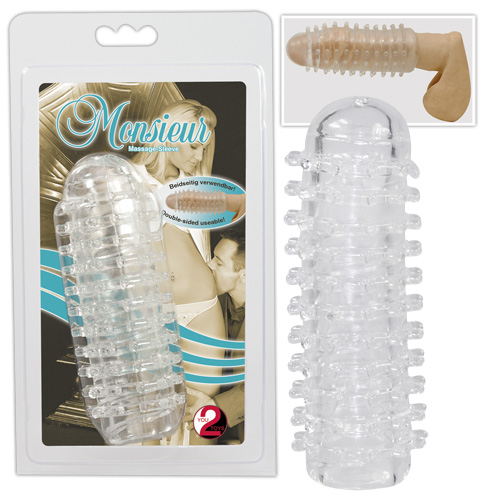 Monsieur
Massage-Sleeve
Beidseitig verwendbar!
Double-sided useable!
YOU
2
TOYS